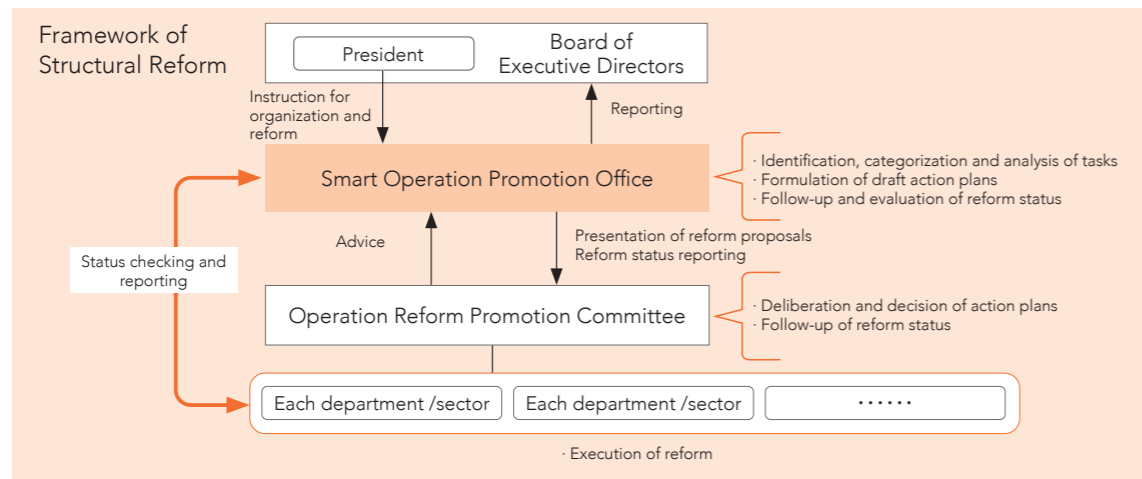 Framework of
Structural Reform
President
Board of
Executive Directors
Instruction for
organization and
reform
Reporting
Smart Operation Promotion Office
· Identification, categorization and analysis of tasks
· Formulation of draft action plans
· Follow-up and evaluation of reform status
Advice
Presentation of reform proposals
Reform status reporting
Status checking and
reporting
Operation Reform Promotion Committee
· Deliberation and decision of action plans
· Follow-up of reform status
Each department /sector
Each department /sector
······
· Execution of reform